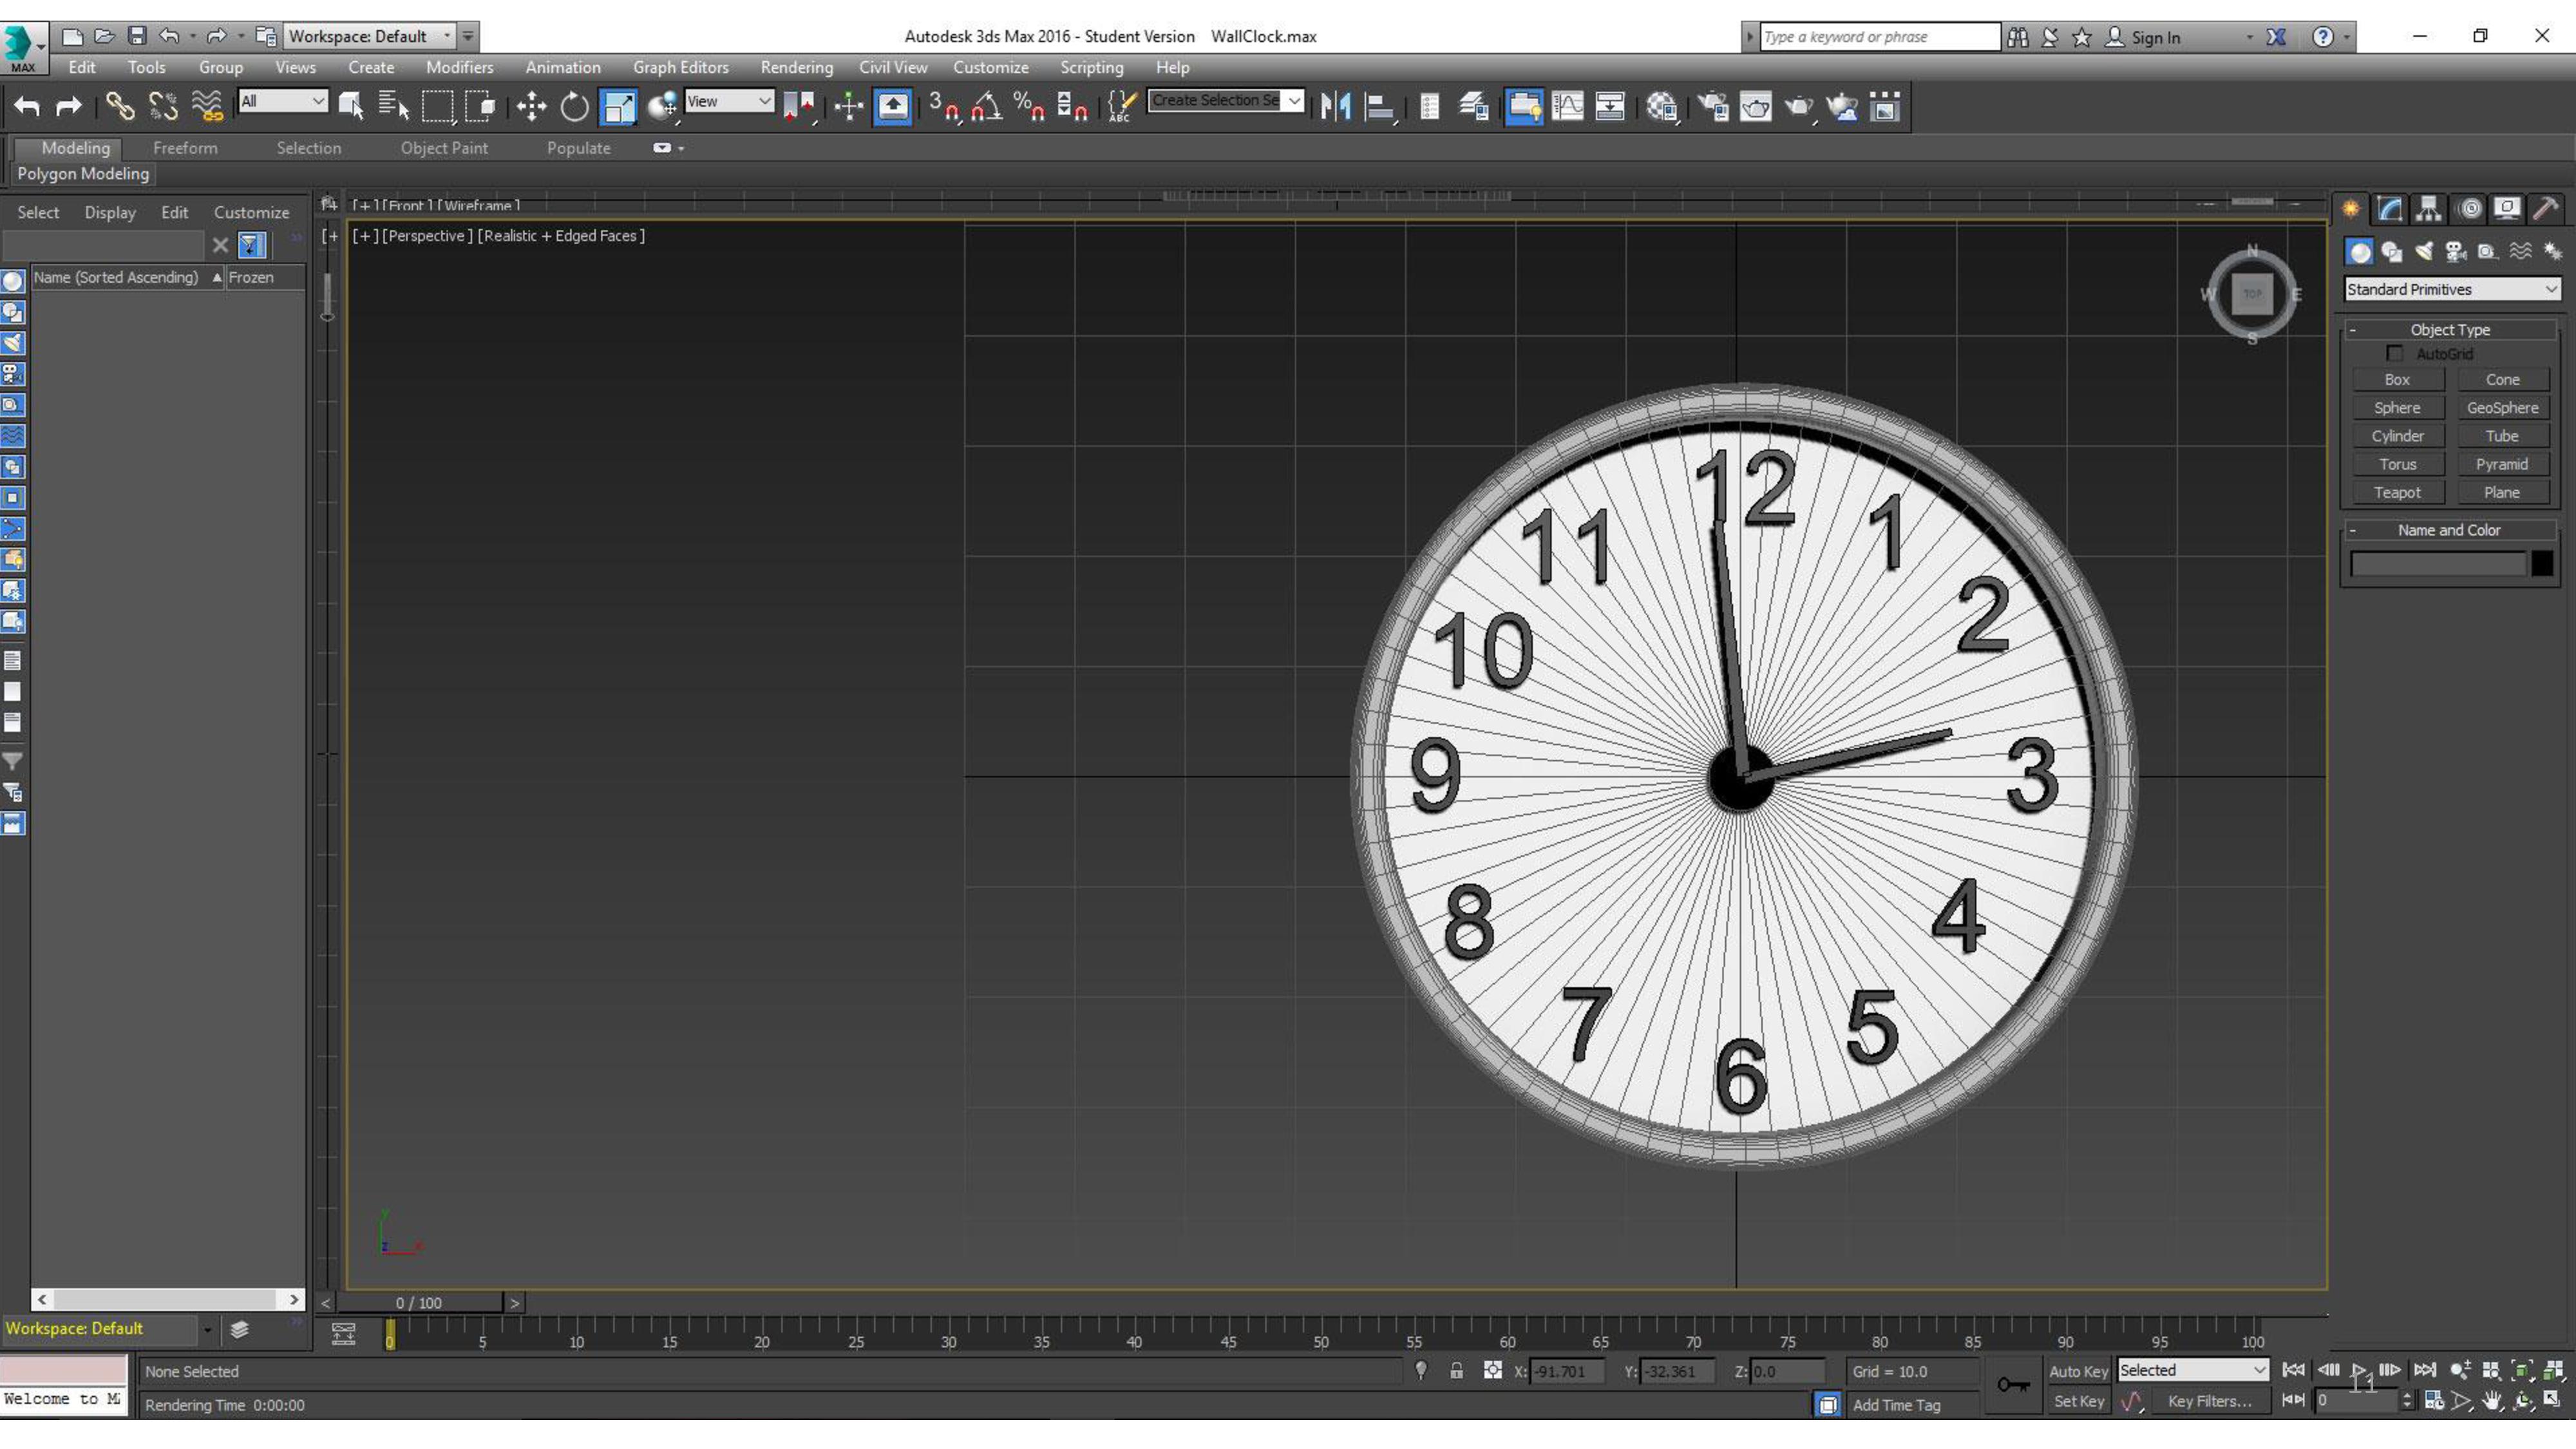 Workspace: Default
Autodesk 3ds Max 2016 - Student Version WallClock.max
Type a keyword or phrase
Sign In
MAX
Edit Tools Group Views Create Modifiers Animation Graph Editors Rendering Civil View Customize Scripting Help
All View Create Selection Se
Modeling Freeform Selection Object Paint Populate
Polygon Modeling
Select Display Edit Customize
Name (Sorted Ascending) Frozen
[+][Front][Wireframe]
[+][Perspective][Realistic + Edged Faces]
N
W TOP E
S
12
11 1
10 2
9 3
8 4
7 5
6
y
z x
Standard Primitives
- Object Type
AutoGrid
Box Cone
Sphere GeoSphere
Cylinder Tube
Torus Pyramid
Teapot Plane
- Name and Color
< >
< 0 / 100 >
Workspace: Default
0 5 10 15 20 25 30 35 40 45 50 55 60 65 70 75 80 85 90 95 100
None Selected X: -91.701 Y: -32.361 Z: 0.0 Grid = 10.0 Auto Key Selected
11
Welcome to M
Rendering Time 0:00:00 Add Time Tag Set Key Key Filters... 0